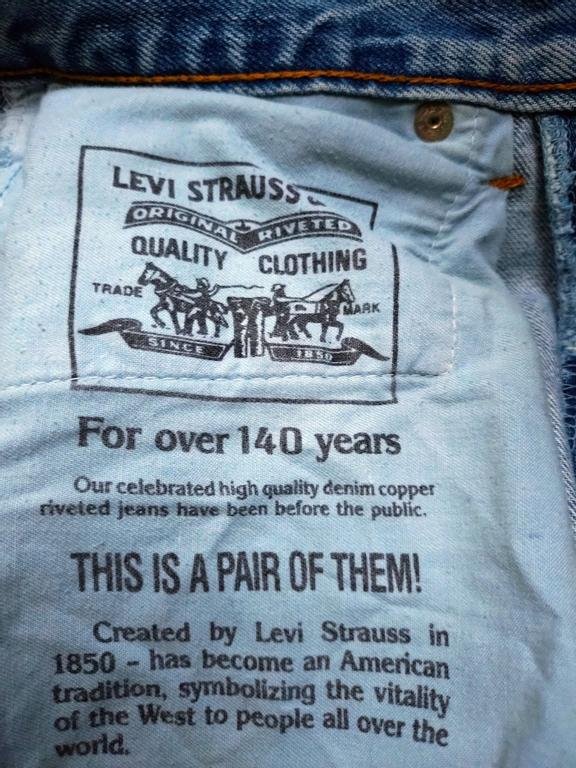 LEVI STRAUSS
ORIGINAL RIVETED
QUALITY CLOTHING
TRADE MARK
SINCE 1850
For over 140 years
Our celebrated high quality denim copper
riveted jeans have been before the public.
THIS IS A PAIR OF THEM!
Created by Levi Strauss in
1850 – has become an American
tradition, symbolizing the vitality
of the West to people all over the
world.